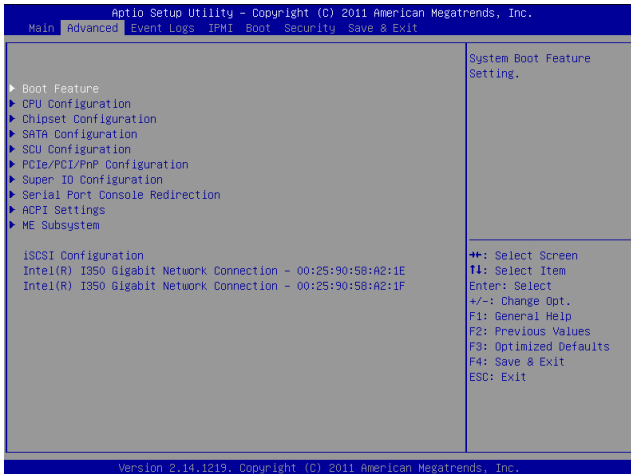 Aptio Setup Utility – Copyright (C) 2011 American Megatrends, Inc.
Main Advanced Event Logs IPMI Boot Security Save & Exit
▶ Boot Feature
▶ CPU Configuration
▶ Chipset Configuration
▶ SATA Configuration
▶ SCU Configuration
▶ PCIe/PCI/PnP Configuration
▶ Super IO Configuration
▶ Serial Port Console Redirection
▶ ACPI Settings
▶ ME Subsystem
iSCSI Configuration
Intel(R) I350 Gigabit Network Connection – 00:25:90:58:A2:1E
Intel(R) I350 Gigabit Network Connection – 00:25:90:58:A2:1F
System Boot Feature
Setting.
→←: Select Screen
↑↓: Select Item
Enter: Select
+/-: Change Opt.
F1: General Help
F2: Previous Values
F3: Optimized Defaults
F4: Save & Exit
ESC: Exit
Version 2.14.1219. Copyright (C) 2011 American Megatrends, Inc.